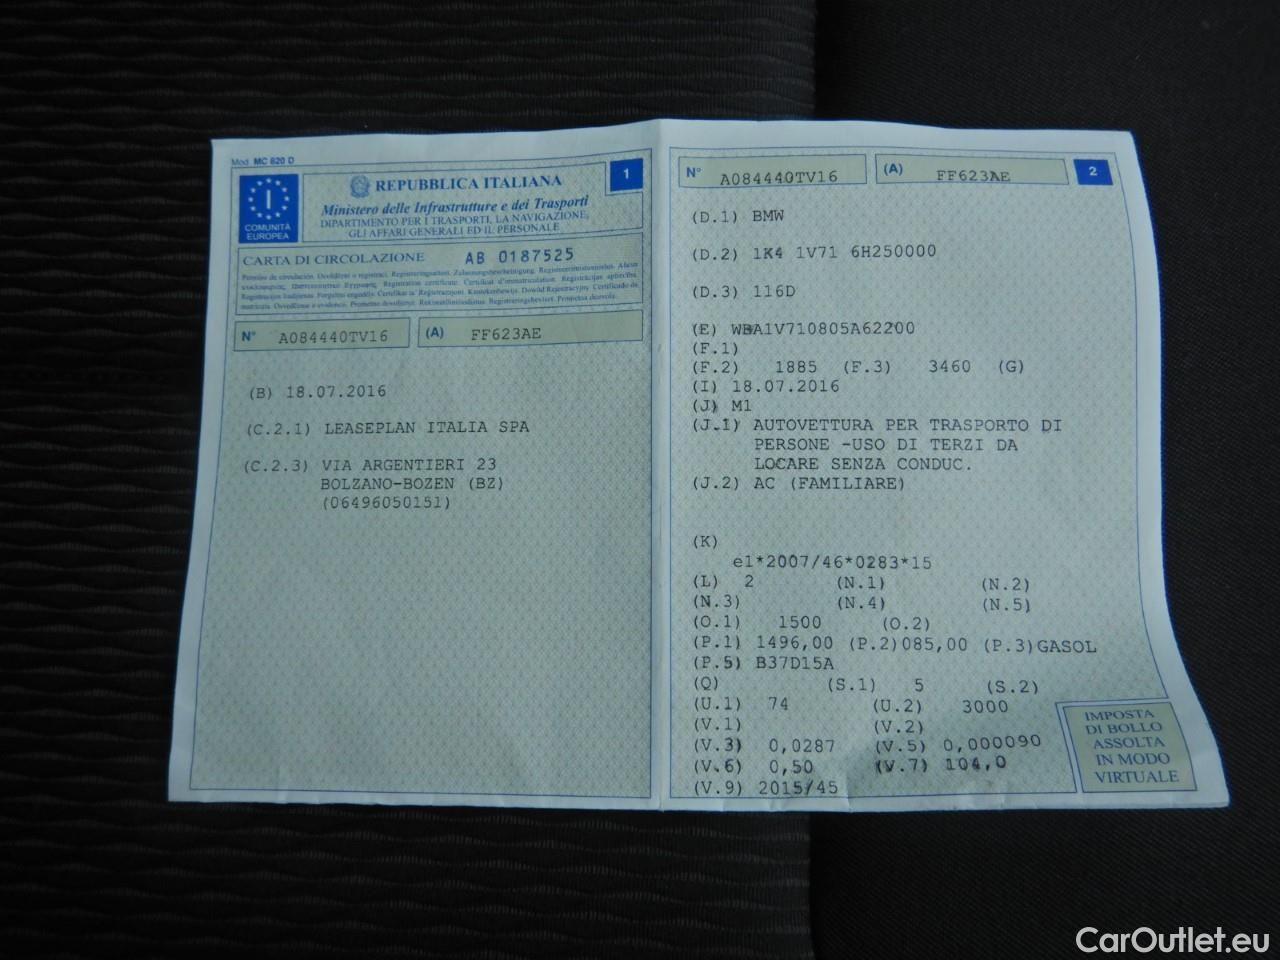 Mod. MC 820 D
I
COMUNITÀ
EUROPEA
REPUBBLICA ITALIANA
1
Ministero delle Infrastrutture e dei Trasporti
DIPARTIMENTO PER I TRASPORTI, LA NAVIGAZIONE,
GLI AFFARI GENERALI ED IL PERSONALE
CARTA DI CIRCOLAZIONE AB 0187525
N° A084440TV16 (A) FF623AE
(B) 18.07.2016
(C.2.1) LEASEPLAN ITALIA SPA
(C.2.3) VIA ARGENTIERI 23
BOLZANO-BOZEN (BZ)
(06496050151)
N° A084440TV16 (A) FF623AE 2
(D.1) BMW
(D.2) 1K4 1V71 6H250000
(D.3) 116D
(E) WBA1V710805A62200
(F.1)
(F.2) 1885 (F.3) 3460 (G)
(I) 18.07.2016
(J) M1
(J.1) AUTOVETTURA PER TRASPORTO DI
PERSONE -USO DI TERZI DA
LOCARE SENZA CONDUC.
(J.2) AC (FAMILIARE)
(K)
e1*2007/46*0283*15
(L) 2 (N.1) (N.2)
(N.3) (N.4) (N.5)
(O.1) 1500 (O.2)
(P.1) 1496,00 (P.2)085,00 (P.3)GASOL
(P.5) B37D15A
(Q) (S.1) 5 (S.2)
(U.1) 74 (U.2) 3000
(V.1) (V.2)
(V.3) 0,0287 (V.5) 0,000090
(V.6) 0,50 (V.7) 104,0
(V.9) 2015/45
IMPOSTA
DI BOLLO
ASSOLTA
IN MODO
VIRTUALE
CarOutlet.eu